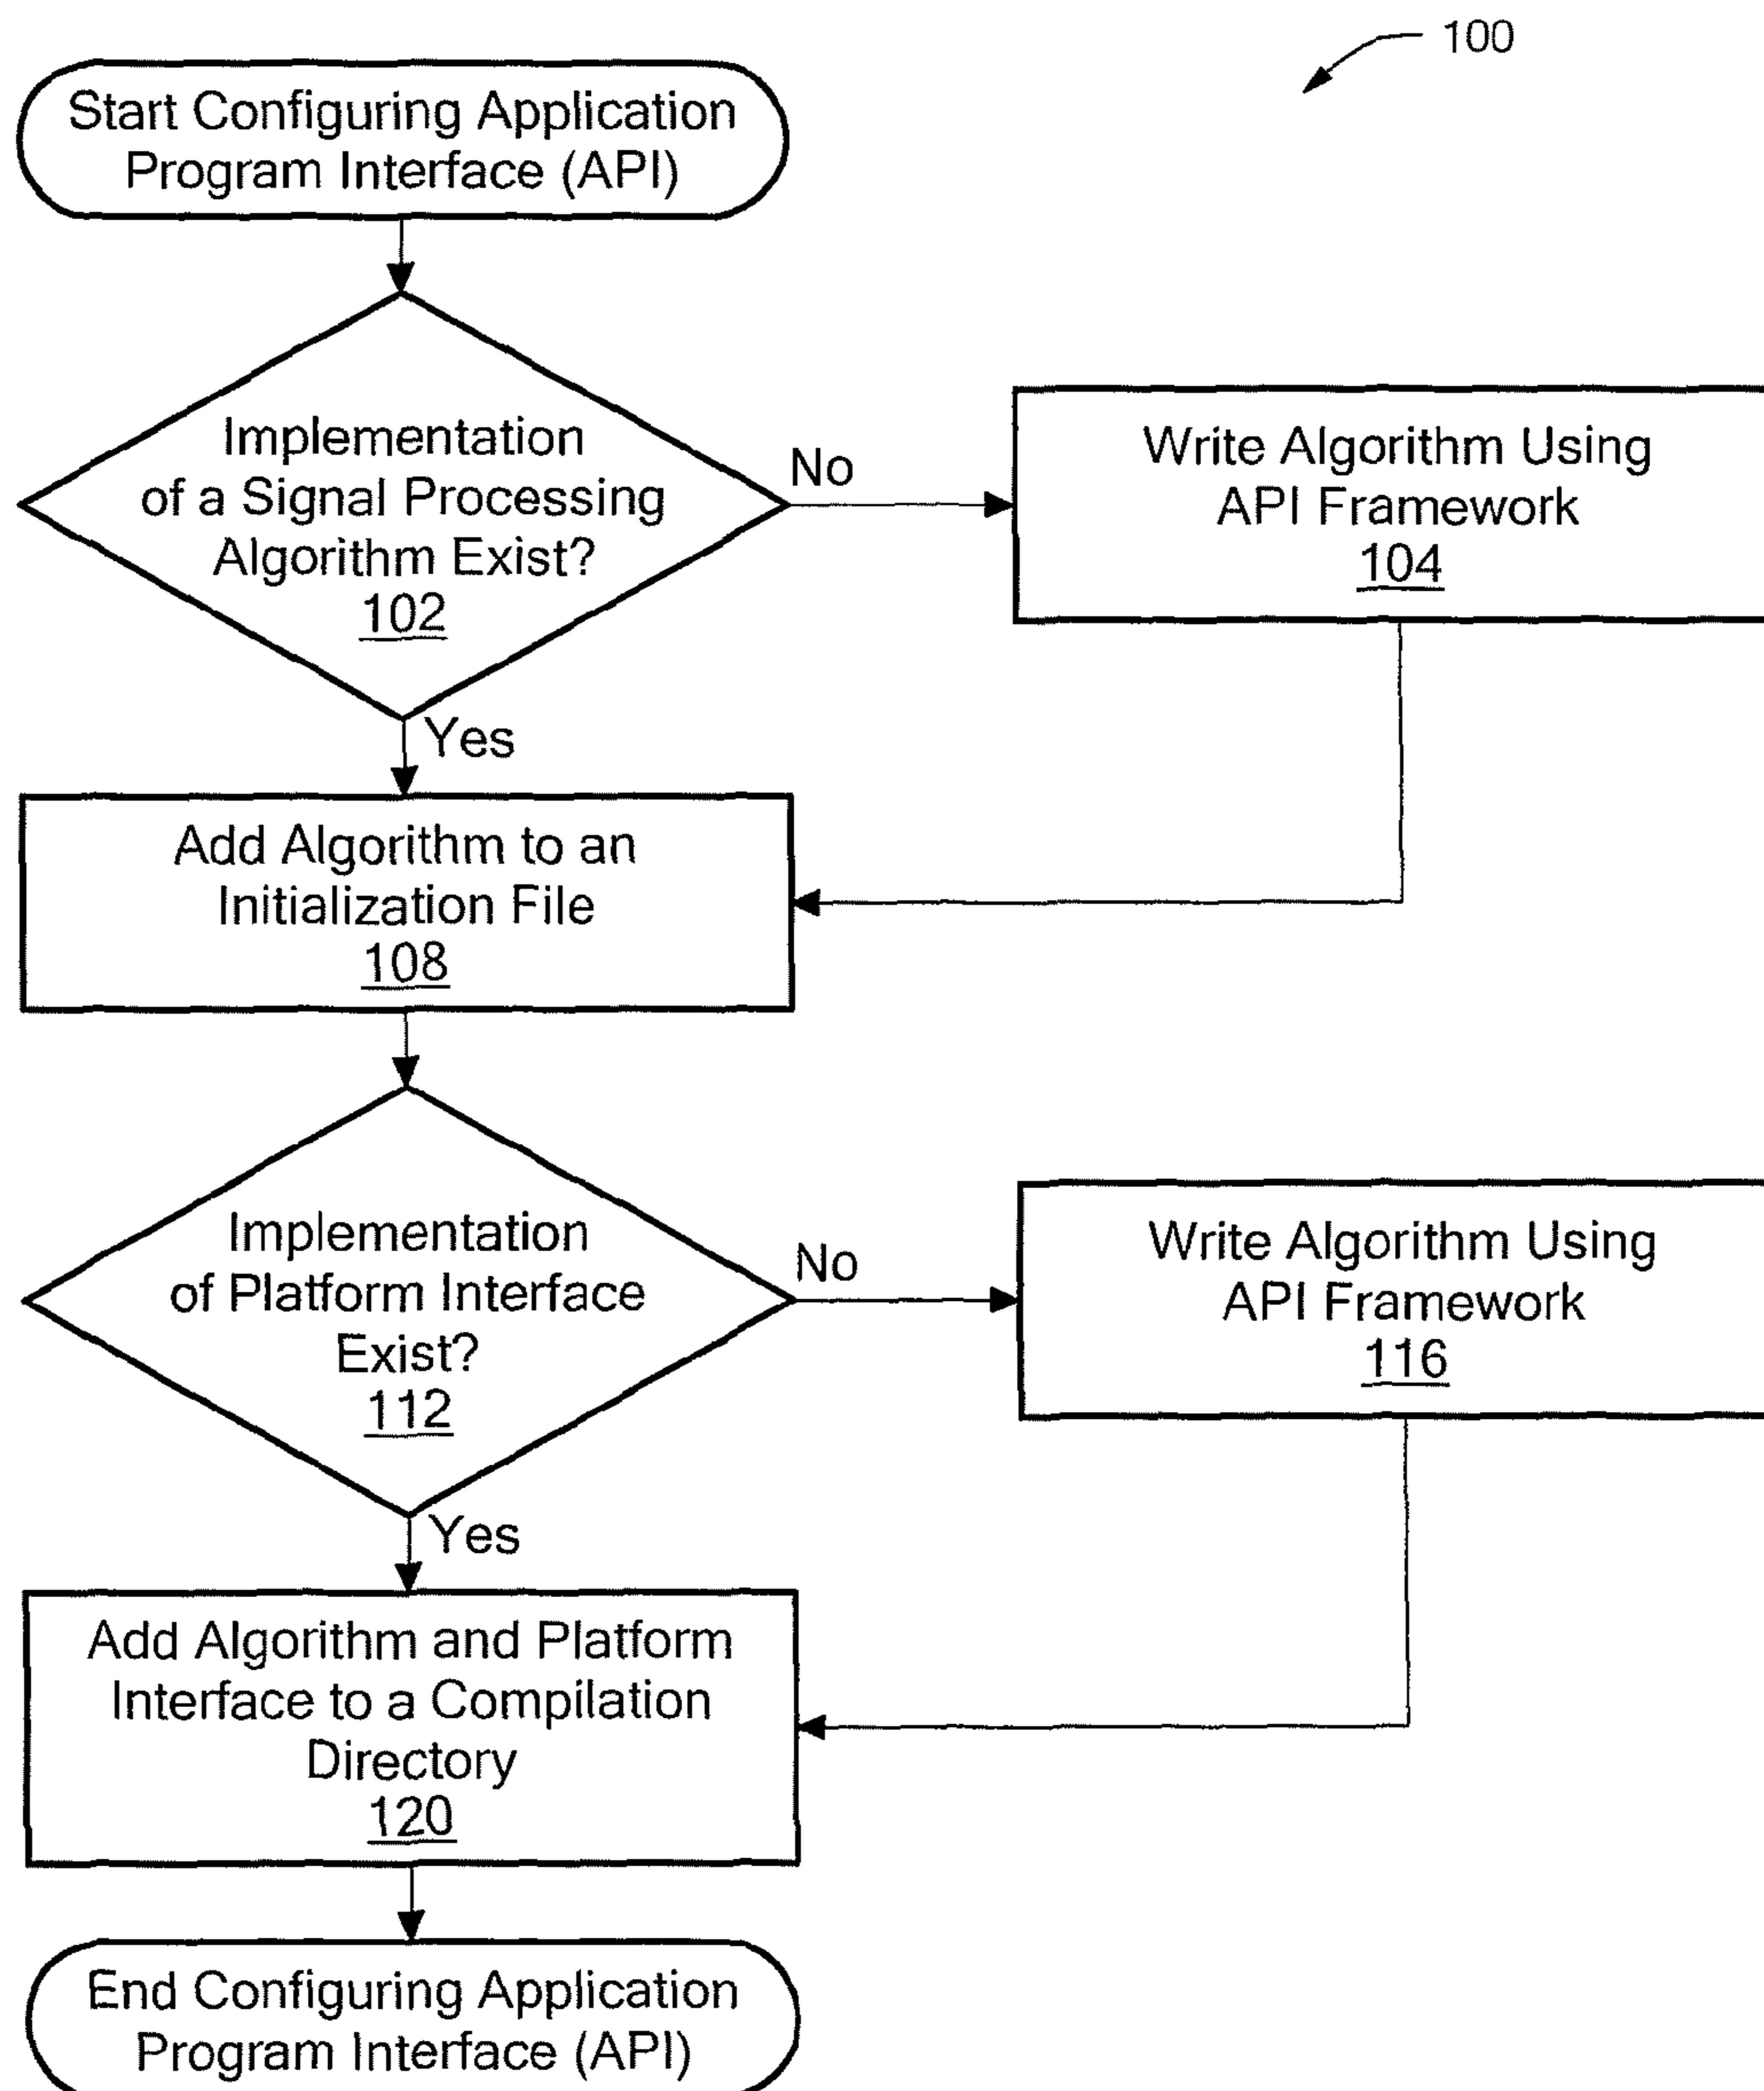 100
Start Configuring Application
Program Interface (API)
Implementation
of a Signal Processing
Algorithm Exist?
102
No
Write Algorithm Using
API Framework
104
Yes
Add Algorithm to an
Initialization File
108
Implementation
of Platform Interface
Exist?
112
No
Write Algorithm Using
API Framework
116
Yes
Add Algorithm and Platform
Interface to a Compilation
Directory
120
End Configuring Application
Program Interface (API)